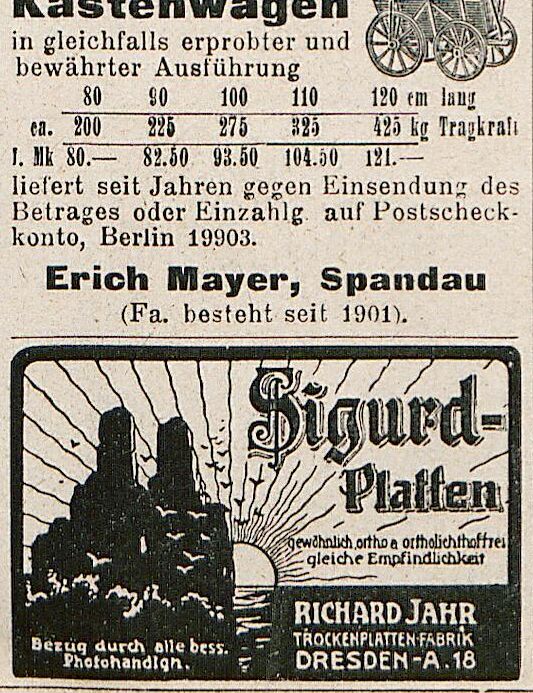 Kastenwagen
in gleichfalls erprobter und
bewährter Ausführung
80 90 100 110 120 cm lang
ca. 200 225 275 325 425 kg Tragkraft
f. Mk 80.— 82.50 93.50 104.50 121.—
liefert seit Jahren gegen Einsendung des
Betrages oder Einzahlg. auf Postscheck-
konto, Berlin 19903.
Erich Mayer, Spandau
(Fa. besteht seit 1901).
Sigurd-
Platten
gewöhnlich, ortho a ortholichthoffrei
gleiche Empfindlichkeit
Bezug durch alle bess.
Photohandlgn.
RICHARD JAHR
TROCKENPLATTEN-FABRIK
DRESDEN-A.18